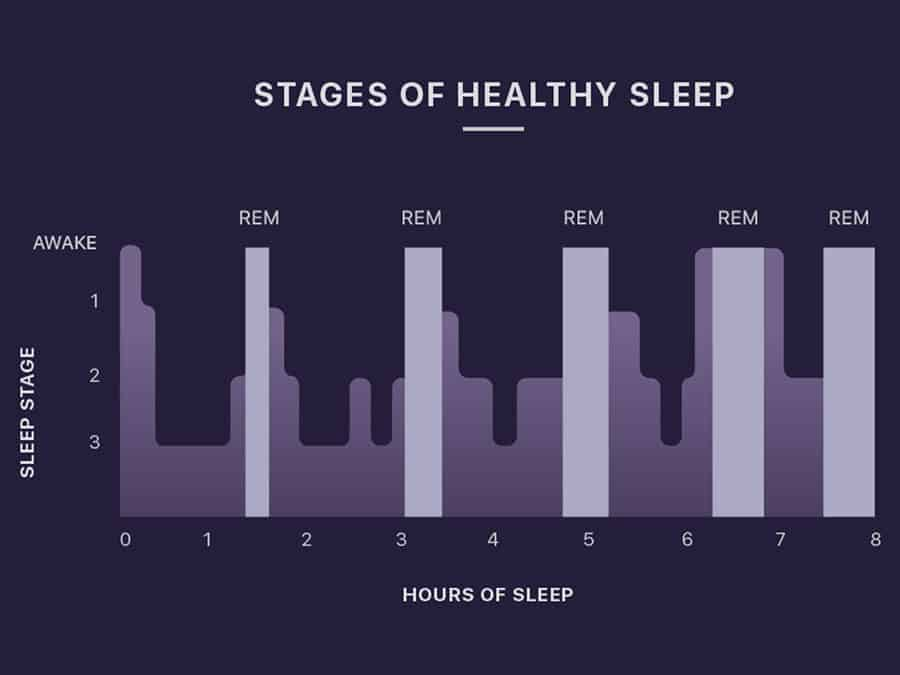 STAGES OF HEALTHY SLEEP
REM REM REM REM REM
AWAKE
1
2
3
SLEEP STAGE
0 1 2 3 4 5 6 7 8
HOURS OF SLEEP